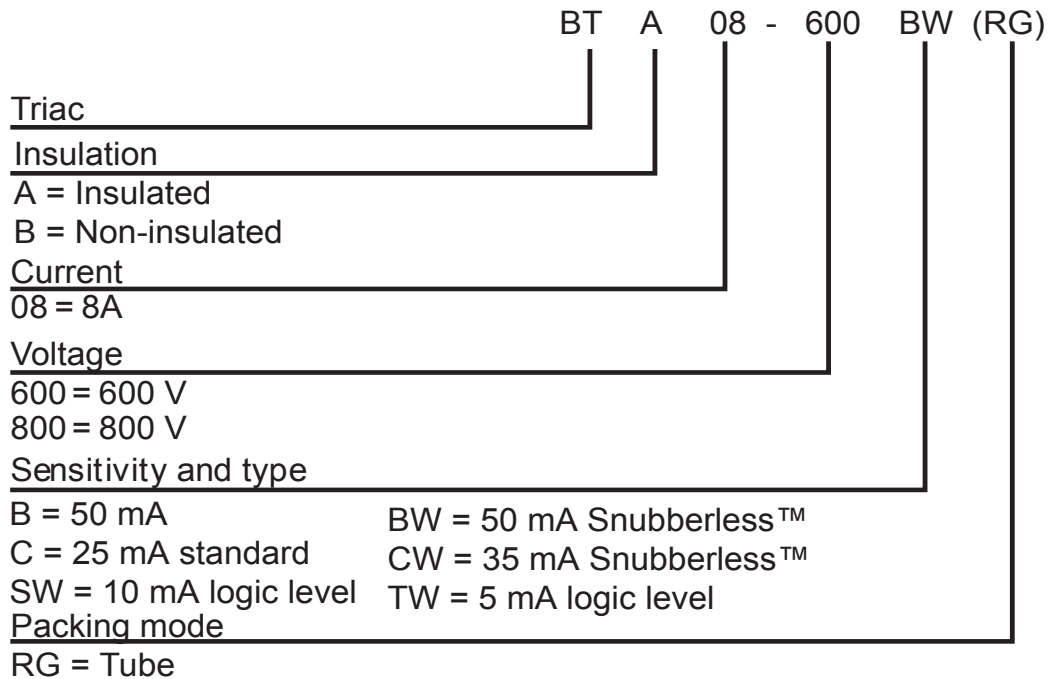 BT A 08 - 600 BW (RG)
Triac
Insulation
A = Insulated
B = Non-insulated
Current
08 = 8A
Voltage
600 = 600 V
800 = 800 V
Sensitivity and type
B = 50 mA BW = 50 mA Snubberless™
C = 25 mA standard CW = 35 mA Snubberless™
SW = 10 mA logic level TW = 5 mA logic level
Packing mode
RG = Tube